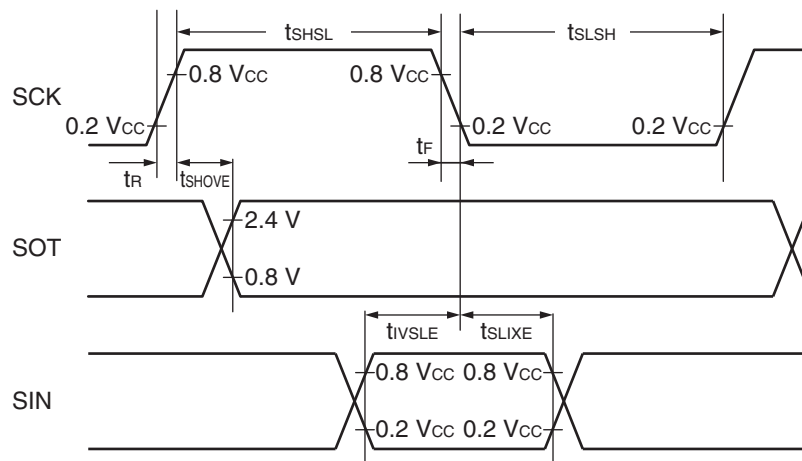 tSHSL tSLSH
SCK 0.8 VCC 0.8 VCC
0.2 VCC 0.2 VCC 0.2 VCC
tR tSHOVE tF
SOT 2.4 V
0.8 V
tIVSLE tSLIXE
SIN 0.8 VCC 0.8 VCC
0.2 VCC 0.2 VCC